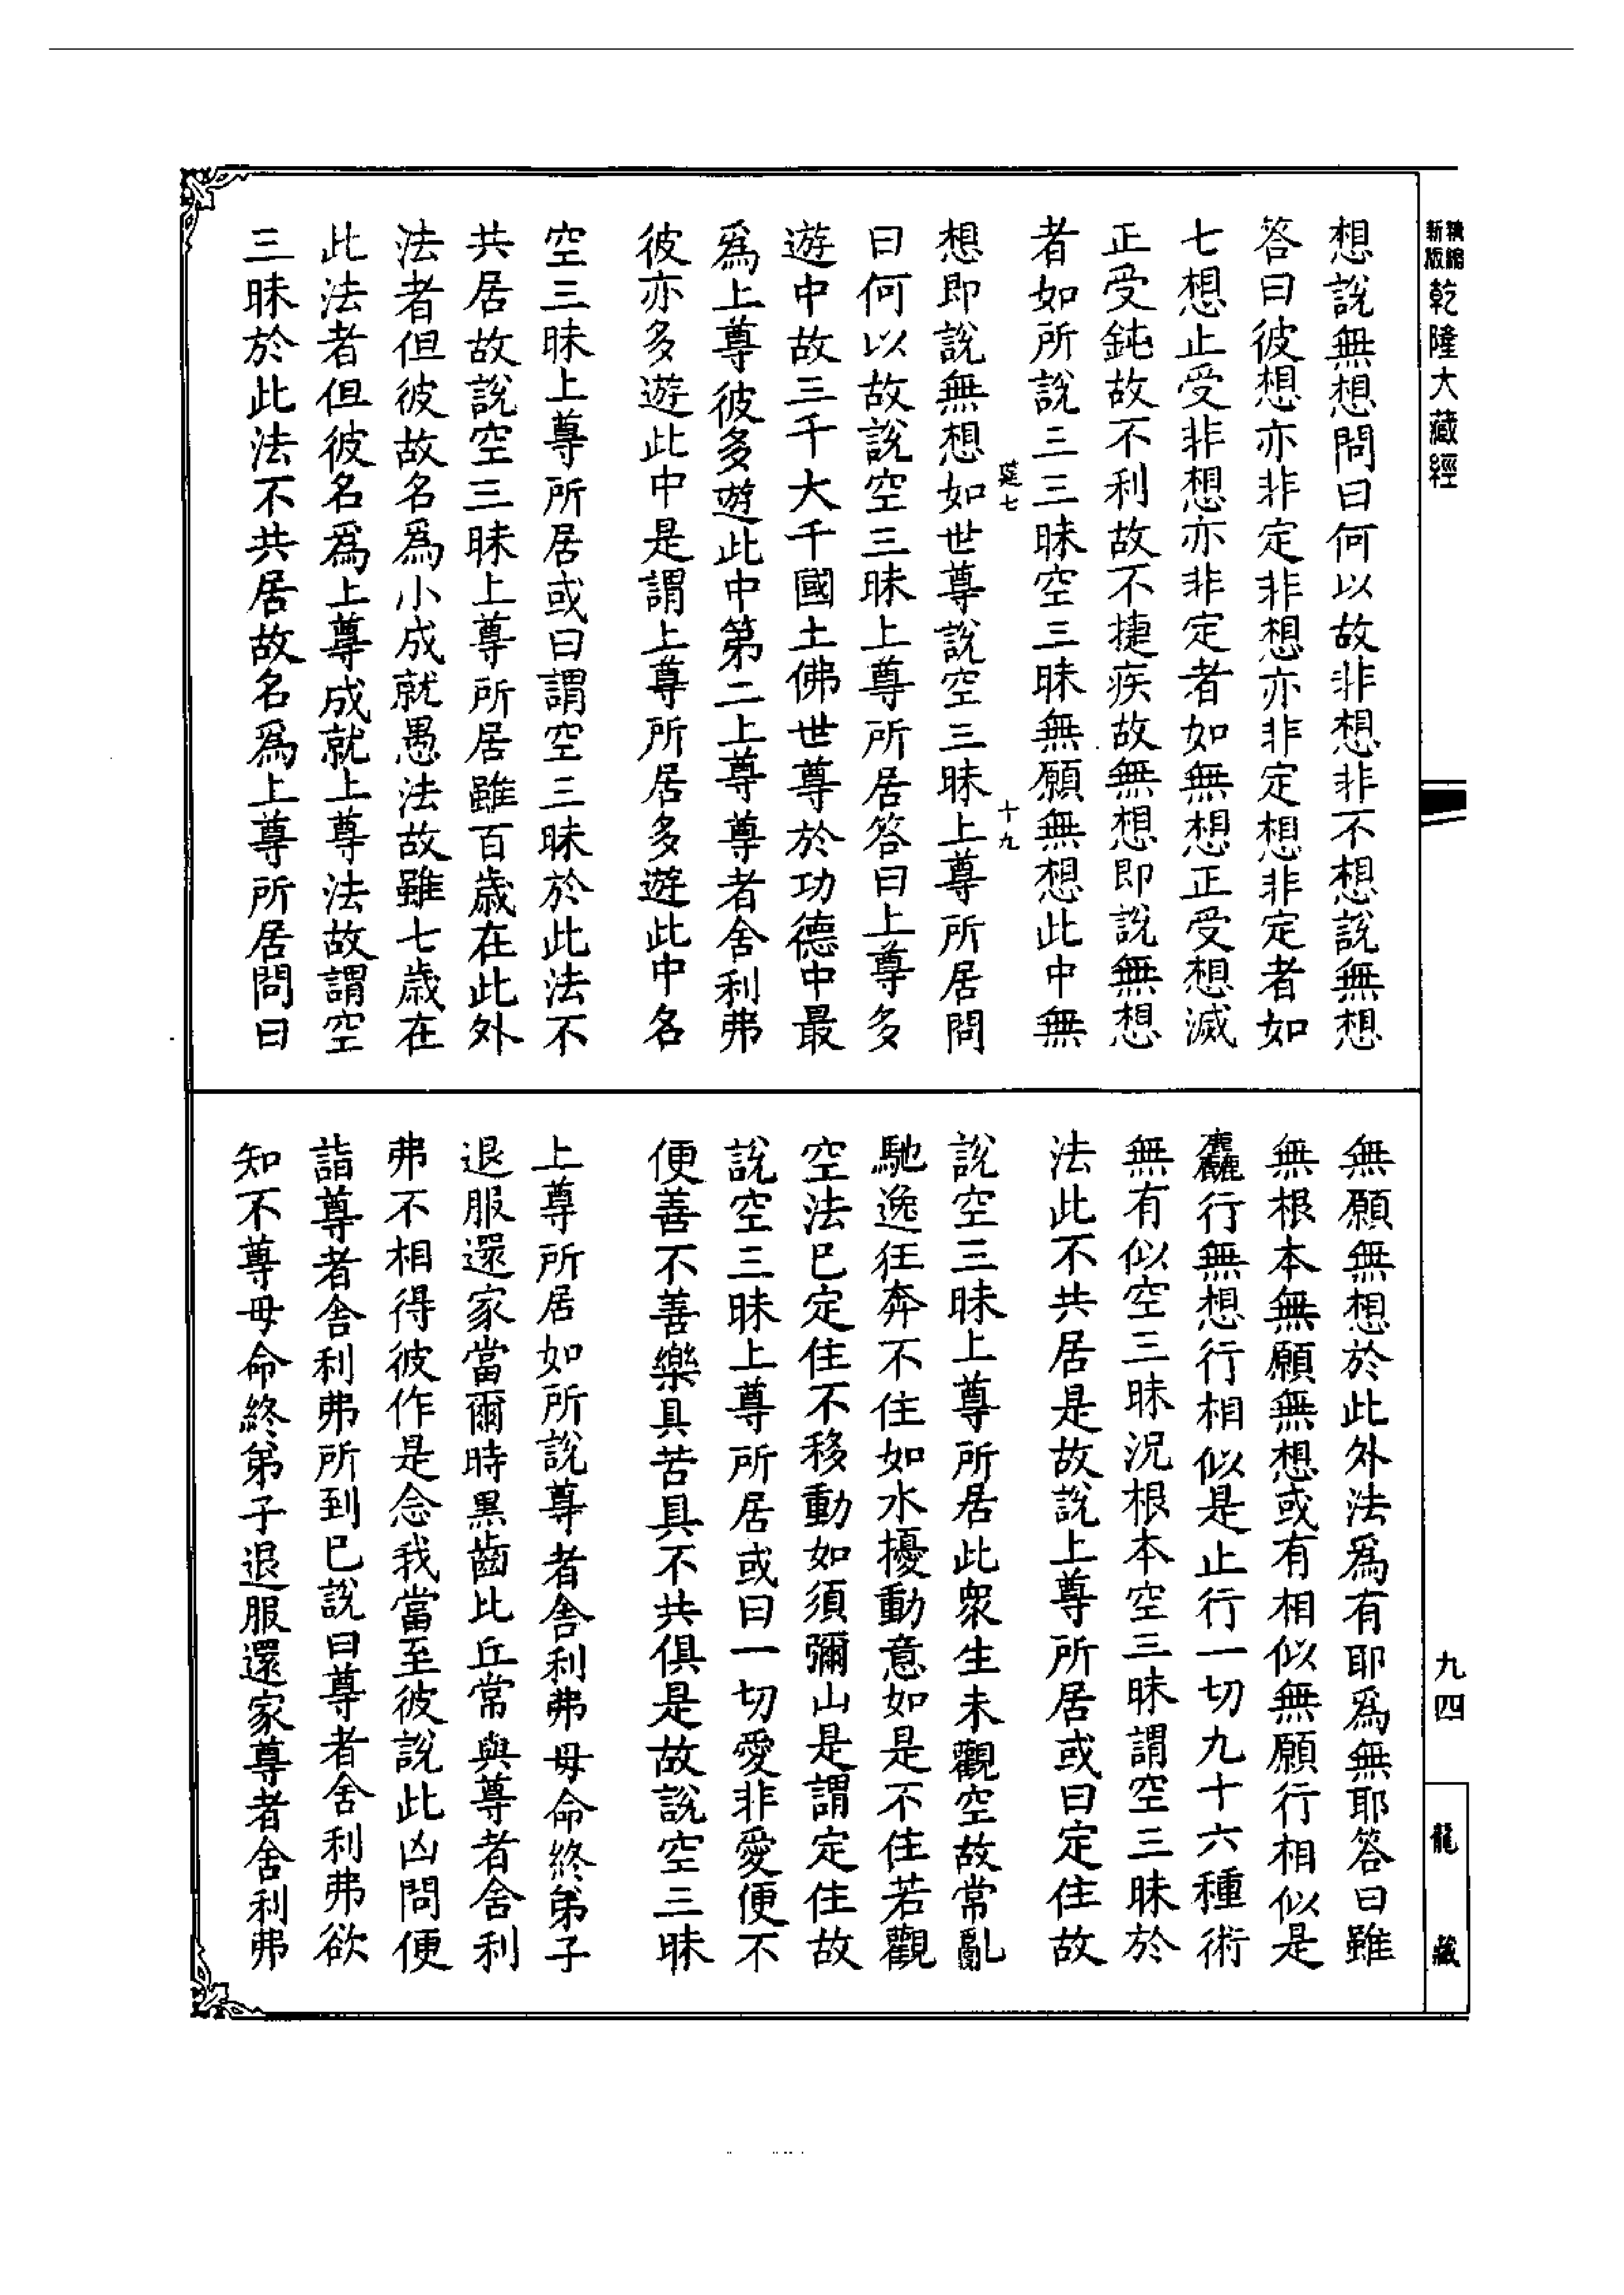 精縮新版乾隆大藏經
想說無想問曰何以故非想非不想說無想
答曰彼想亦非定非想亦非定想非定者如
七想止受非想亦非定者如無想正受想滅
正受鈍故不利故不捷疾故無想即說無想
者如所說三三昧空三昧無願無想此中無
延七 十九
想即說無想如世尊說空三昧上尊所居問
曰何以故說空三昧上尊所居答曰上尊多
遊中故三千大千國土佛世尊於功德中最
爲上尊彼多遊此中第二上尊尊者舍利弗
彼亦多遊此中是謂上尊所居多遊此中名
空三昧上尊所居或曰謂空三昧於此法不
共居故說空三昧上尊所居雖百歲在此外
法者但彼故名爲小成就愚法故雖七歲在
此法者但彼名爲上尊成就上尊法故謂空
三昧於此法不共居故名爲上尊所居問曰
無願無想於此外法爲有耶爲無耶答曰雖
無根本無願無想或有相似無願行相似是
麤行無想行相似是止行一切九十六種術
無有似空三昧況根本空三昧謂空三昧於
法此不共居是故說上尊所居或曰定住故
說空三昧上尊所居此衆生未觀空故常亂
馳逸狂奔不住如水擾動意如是不住若觀
空法已定住不移動如須彌山是謂定住故
說空三昧上尊所居或曰一切愛非愛便不
便善不善樂具苦具不共俱是故說空三昧
上尊所居如所說尊者舍利弗母命終弟子
退服還家當爾時黑齒比丘常與尊者舍利
弗不相得彼作是念我當至彼說此凶問便
詣尊者舍利弗所到已說曰尊者舍利弗欲
知不尊母命終弟子退服還家尊者舍利弗
九四
龍藏